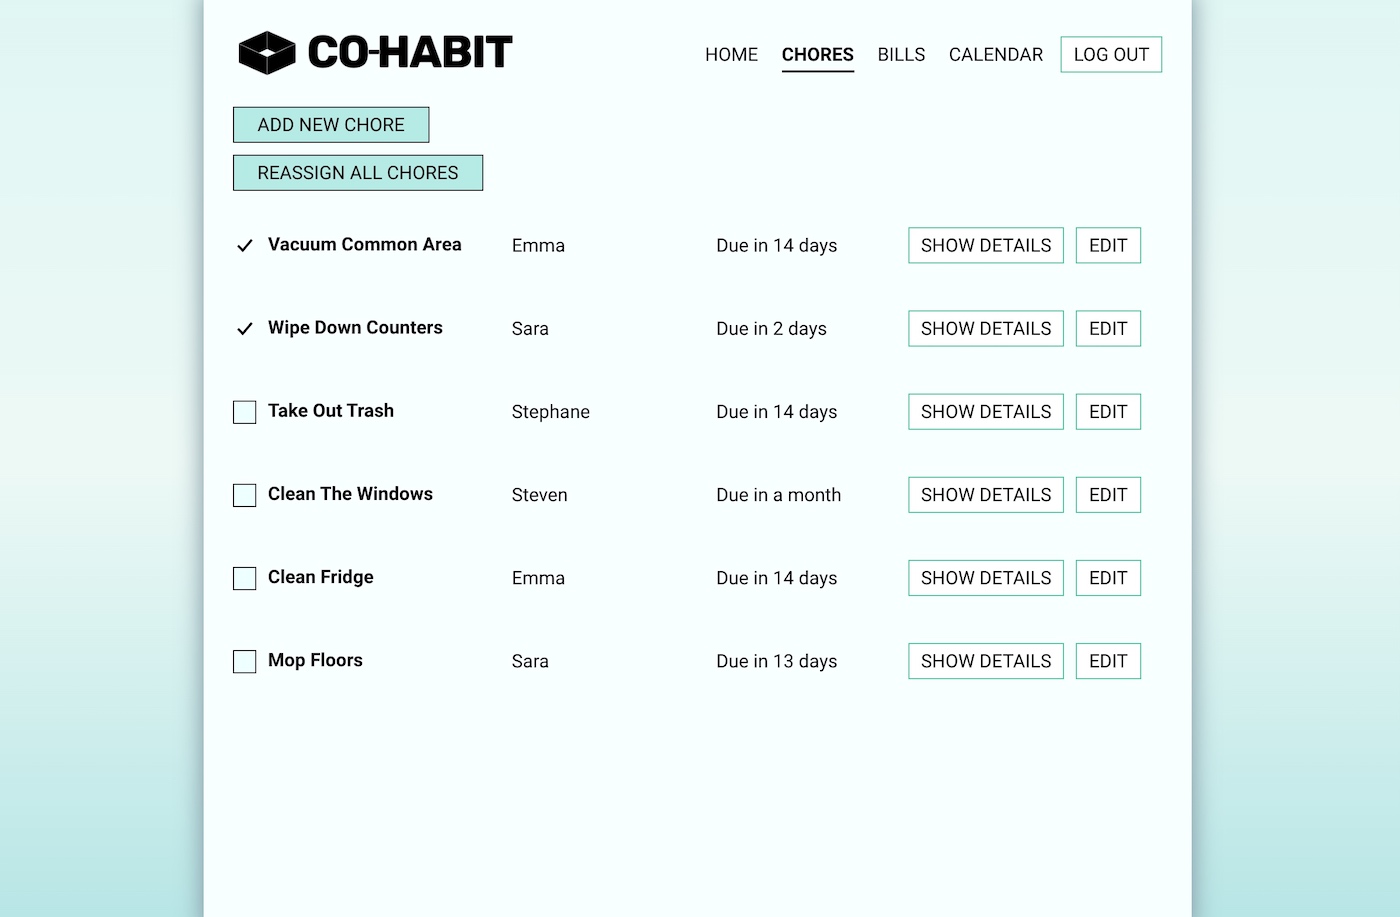 CO-HABIT
HOME CHORES BILLS CALENDAR LOG OUT
ADD NEW CHORE
REASSIGN ALL CHORES
Vacuum Common Area Emma Due in 14 days SHOW DETAILS EDIT
Wipe Down Counters Sara Due in 2 days SHOW DETAILS EDIT
Take Out Trash Stephane Due in 14 days SHOW DETAILS EDIT
Clean The Windows Steven Due in a month SHOW DETAILS EDIT
Clean Fridge Emma Due in 14 days SHOW DETAILS EDIT
Mop Floors Sara Due in 13 days SHOW DETAILS EDIT